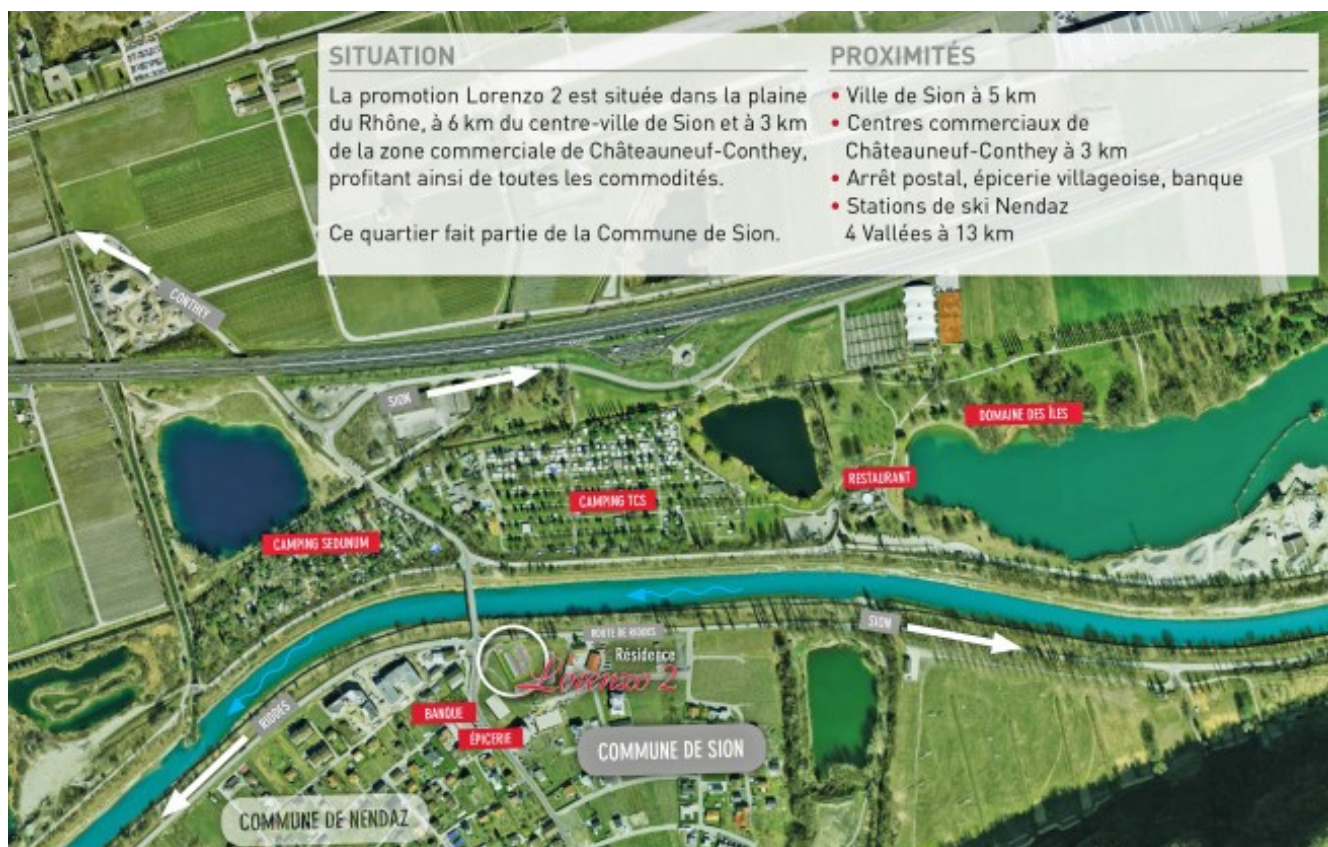 SITUATION
La promotion Lorenzo 2 est située dans la plaine
du Rhône, à 6 km du centre-ville de Sion et à 3 km
de la zone commerciale de Châteauneuf-Conthey,
profitant ainsi de toutes les commodités.
Ce quartier fait partie de la Commune de Sion.
PROXIMITÉS
• Ville de Sion à 5 km
• Centres commerciaux de
Châteauneuf-Conthey à 3 km
• Arrêt postal, épicerie villageoise, banque
• Stations de ski Nendaz
4 Vallées à 13 km
CONTHEY
SION
DOMAINE DES ÎLES
RESTAURANT
CAMPING TCS
CAMPING SEDUNUM
SION
ROUTE DE RIDDES
Résidence
Lorenzo 2
RIDDES
BANQUE
ÉPICERIE
COMMUNE DE SION
COMMUNE DE NENDAZ